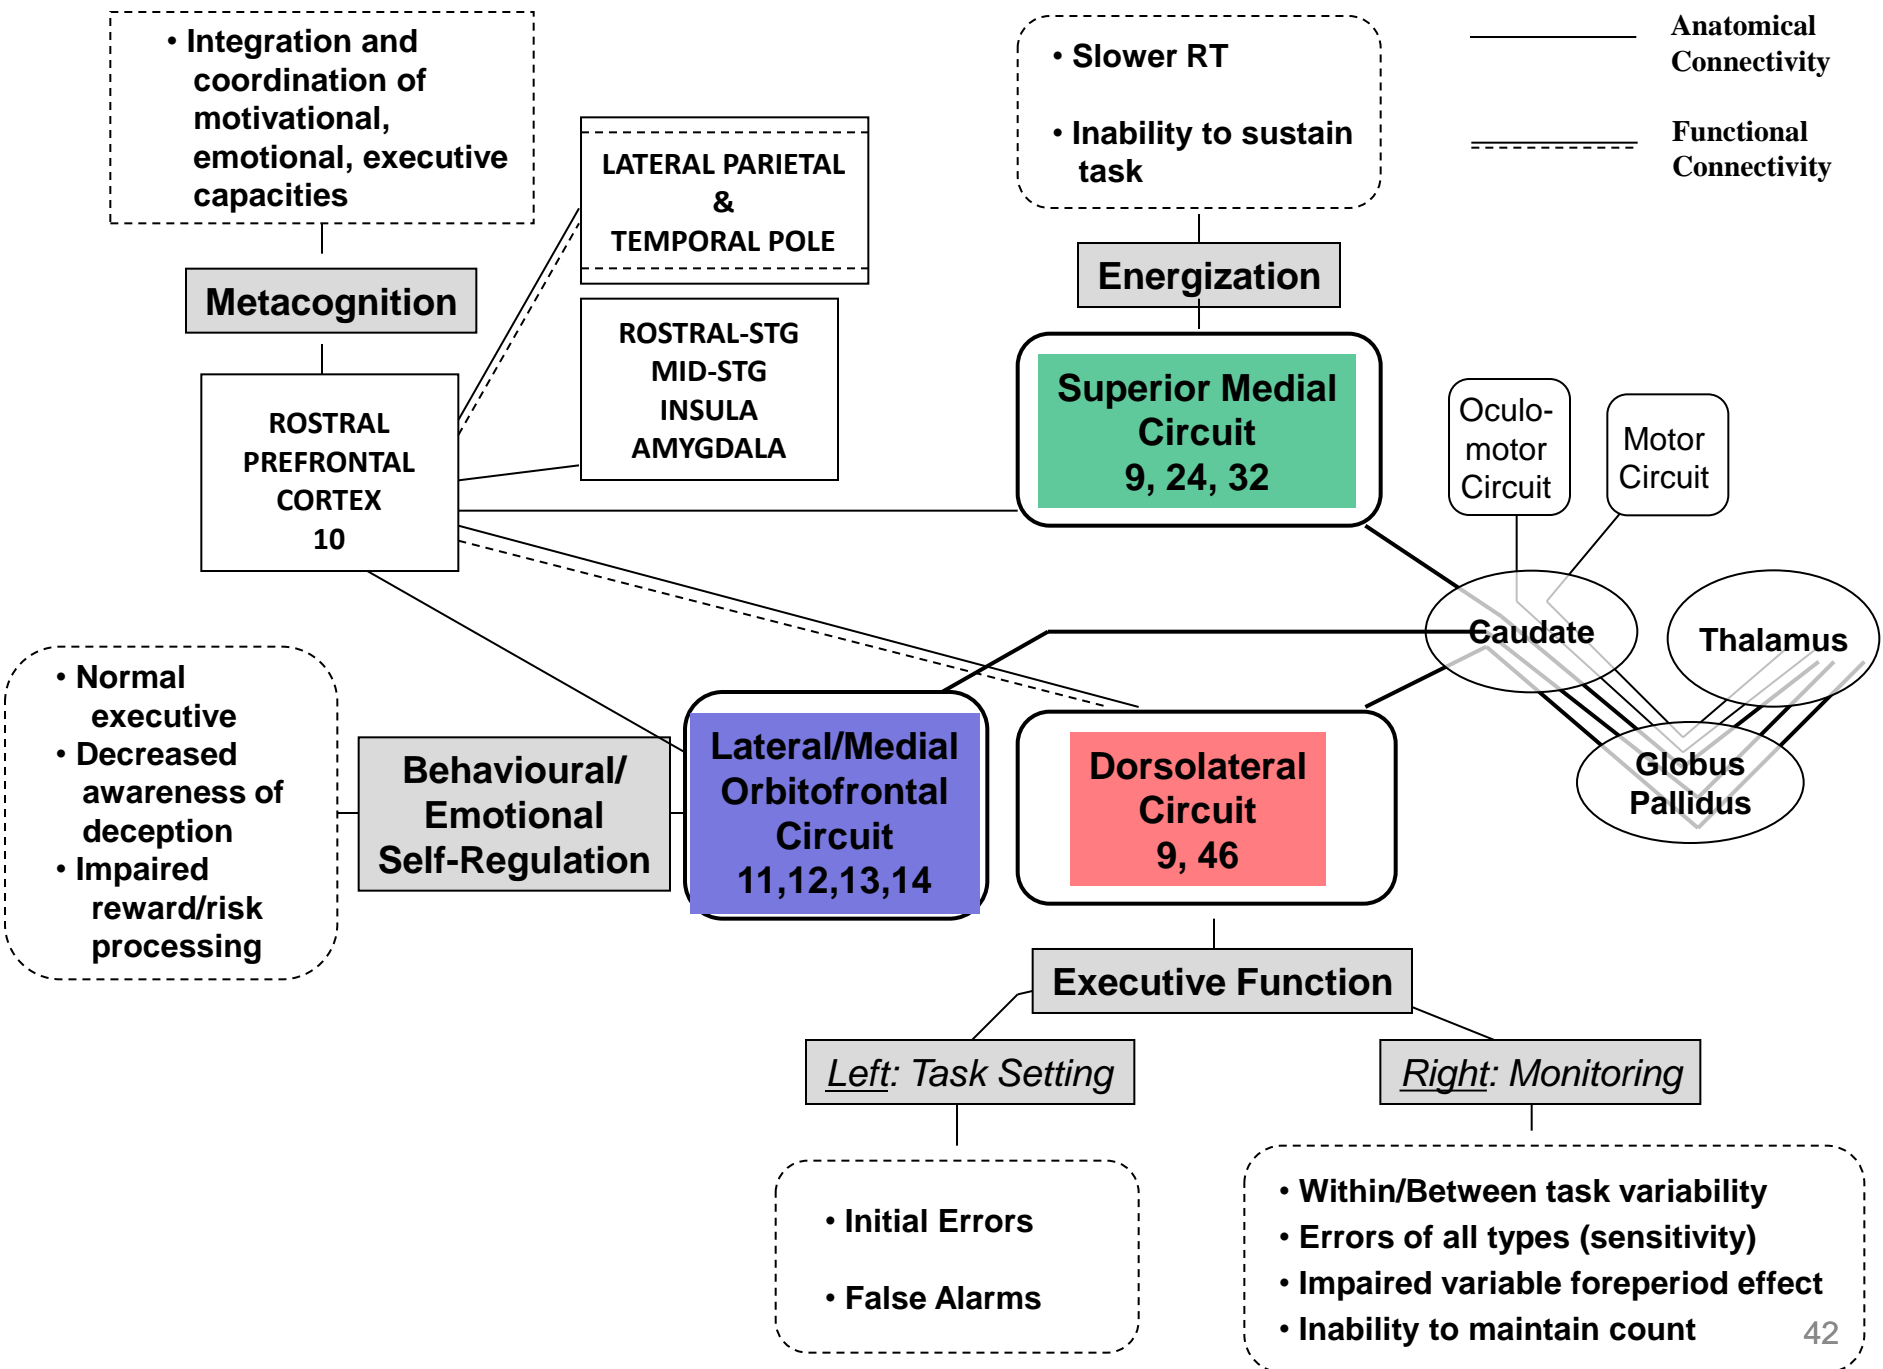 • Integration and
coordination of
motivational,
emotional, executive
capacities
• Slower RT
• Inability to sustain
task
Anatomical
Connectivity
Functional
Connectivity
LATERAL PARIETAL
&
TEMPORAL POLE
Metacognition
Energization
ROSTRAL-STG
MID-STG
INSULA
AMYGDALA
ROSTRAL
PREFRONTAL
CORTEX
10
Superior Medial
Circuit
9, 24, 32
Oculo-
motor
Circuit
Motor
Circuit
Caudate
Thalamus
Globus
Pallidus
• Normal
executive
• Decreased
awareness of
deception
• Impaired
reward/risk
processing
Behavioural/
Emotional
Self-Regulation
Lateral/Medial
Orbitofrontal
Circuit
11,12,13,14
Dorsolateral
Circuit
9, 46
Executive Function
Left: Task Setting
Right: Monitoring
• Initial Errors
• False Alarms
• Within/Between task variability
• Errors of all types (sensitivity)
• Impaired variable foreperiod effect
• Inability to maintain count
42